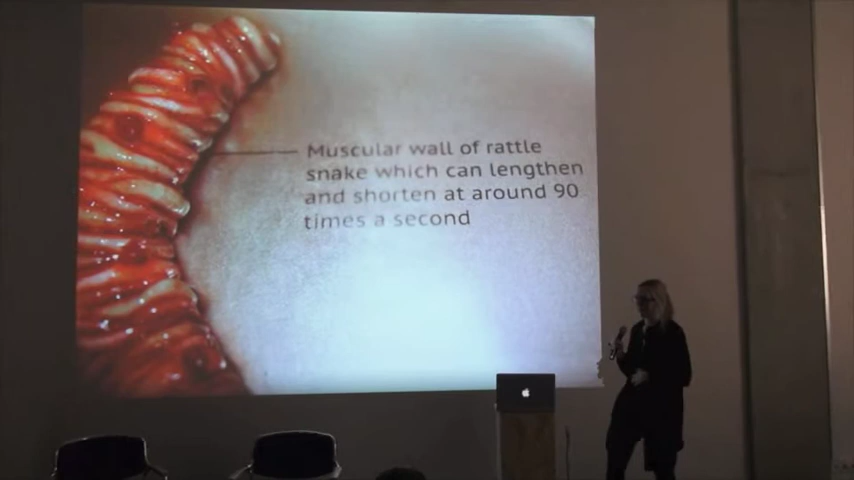 Muscular wall of rattle
snake which can lengthen
and shorten at around 90
times a second